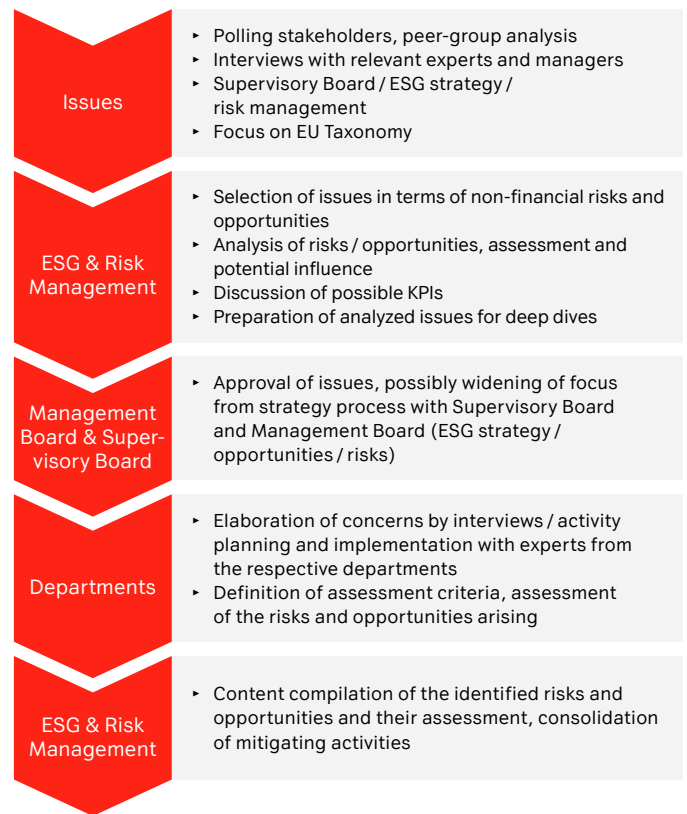 Issues
‣ Polling stakeholders, peer-group analysis
‣ Interviews with relevant experts and managers
‣ Supervisory Board / ESG strategy /
risk management
‣ Focus on EU Taxonomy
ESG & Risk
Management
‣ Selection of issues in terms of non-financial risks and
opportunities
‣ Analysis of risks / opportunities, assessment and
potential influence
‣ Discussion of possible KPIs
‣ Preparation of analyzed issues for deep dives
Management
Board & Super-
visory Board
‣ Approval of issues, possibly widening of focus
from strategy process with Supervisory Board
and Management Board (ESG strategy /
opportunities / risks)
Departments
‣ Elaboration of concerns by interviews / activity
planning and implementation with experts from
the respective departments
‣ Definition of assessment criteria, assessment
of the risks and opportunities arising
ESG & Risk
Management
‣ Content compilation of the identified risks and
opportunities and their assessment, consolidation
of mitigating activities